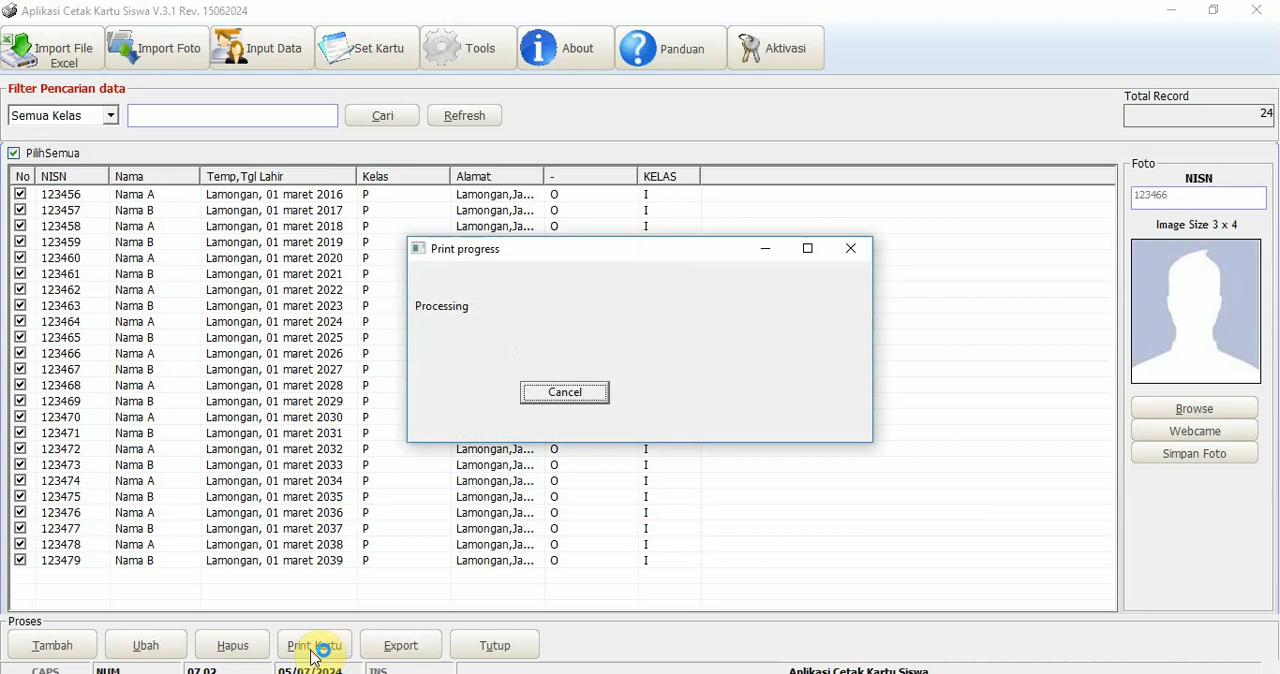 Aplikasi Cetak Kartu Siswa V.3.1 Rev. 15062024
Import File Excel
Import Foto
Input Data
Set Kartu
Tools
About
Panduan
Aktivasi
Filter Pencarian data
Total Record
Semua Kelas
Cari
Refresh
24
PilihSemua
No NISN Nama Temp,Tgl Lahir Kelas Alamat - KELAS
123456 Nama A Lamongan, 01 maret 2016 P Lamongan,Ja... O I
123457 Nama B Lamongan, 01 maret 2017 P Lamongan,Ja... O I
123458 Nama A Lamongan, 01 maret 2018 P Lamongan,Ja... O I
123459 Nama B Lamongan, 01 maret 2019 P
123460 Nama A Lamongan, 01 maret 2020 P
123461 Nama B Lamongan, 01 maret 2021 P
123462 Nama A Lamongan, 01 maret 2022 P
123463 Nama B Lamongan, 01 maret 2023 P
123464 Nama A Lamongan, 01 maret 2024 P
123465 Nama B Lamongan, 01 maret 2025 P
123466 Nama A Lamongan, 01 maret 2026 P
123467 Nama B Lamongan, 01 maret 2027 P
123468 Nama A Lamongan, 01 maret 2028 P
123469 Nama B Lamongan, 01 maret 2029 P
123470 Nama A Lamongan, 01 maret 2030 P
123471 Nama B Lamongan, 01 maret 2031 P
123472 Nama A Lamongan, 01 maret 2032 P Lamongan,Ja... O I
123473 Nama B Lamongan, 01 maret 2033 P Lamongan,Ja... O I
123474 Nama A Lamongan, 01 maret 2034 P Lamongan,Ja... O I
123475 Nama B Lamongan, 01 maret 2035 P Lamongan,Ja... O I
123476 Nama A Lamongan, 01 maret 2036 P Lamongan,Ja... O I
123477 Nama B Lamongan, 01 maret 2037 P Lamongan,Ja... O I
123478 Nama A Lamongan, 01 maret 2038 P Lamongan,Ja... O I
123479 Nama B Lamongan, 01 maret 2039 P Lamongan,Ja... O I
Print progress
Processing
Cancel
Foto
NISN
123466
Image Size 3 x 4
Browse
Webcame
Simpan Foto
Proses
Tambah
Ubah
Hapus
Print Kartu
Export
Tutup
CAPS NUM 07.02 05/07/2024 INS Aplikasi Cetak Kartu Siswa